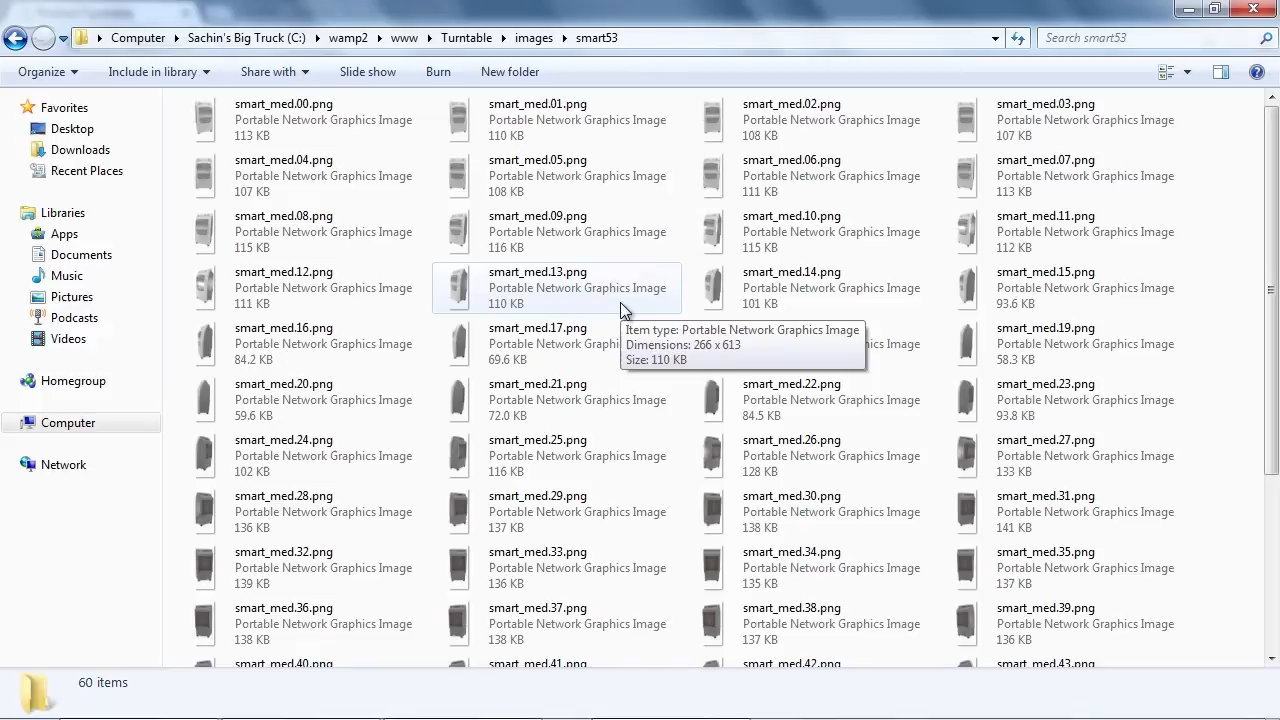 Computer ▸ Sachin's Big Truck (C:) ▸ wamp2 ▸ www ▸ Turntable ▸ images ▸ smart53
Search smart53
Organize Include in library Share with Slide show Burn New folder
Favorites
Desktop
Downloads
Recent Places
Libraries
Apps
Documents
Music
Pictures
Podcasts
Videos
Homegroup
Computer
Network
smart_med.00.png smart_med.01.png smart_med.02.png smart_med.03.png
Portable Network Graphics Image Portable Network Graphics Image Portable Network Graphics Image Portable Network Graphics Image
113 KB 110 KB 108 KB 107 KB
smart_med.04.png smart_med.05.png smart_med.06.png smart_med.07.png
Portable Network Graphics Image Portable Network Graphics Image Portable Network Graphics Image Portable Network Graphics Image
107 KB 108 KB 111 KB 113 KB
smart_med.08.png smart_med.09.png smart_med.10.png smart_med.11.png
Portable Network Graphics Image Portable Network Graphics Image Portable Network Graphics Image Portable Network Graphics Image
115 KB 116 KB 115 KB 112 KB
smart_med.12.png smart_med.13.png smart_med.14.png smart_med.15.png
Portable Network Graphics Image Portable Network Graphics Image Portable Network Graphics Image Portable Network Graphics Image
111 KB 110 KB 101 KB 93.6 KB
smart_med.16.png smart_med.17.png smart_med.19.png
Portable Network Graphics Image Portable Network Graphics Portable Network Graphics Image
84.2 KB 69.6 KB 58.3 KB
Item type: Portable Network Graphics Image
Dimensions: 266 x 613
Size: 110 KB
smart_med.20.png smart_med.21.png smart_med.22.png smart_med.23.png
Portable Network Graphics Image Portable Network Graphics Image Portable Network Graphics Image Portable Network Graphics Image
59.6 KB 72.0 KB 84.5 KB 93.8 KB
smart_med.24.png smart_med.25.png smart_med.26.png smart_med.27.png
Portable Network Graphics Image Portable Network Graphics Image Portable Network Graphics Image Portable Network Graphics Image
102 KB 116 KB 128 KB 133 KB
smart_med.28.png smart_med.29.png smart_med.30.png smart_med.31.png
Portable Network Graphics Image Portable Network Graphics Image Portable Network Graphics Image Portable Network Graphics Image
136 KB 137 KB 138 KB 141 KB
smart_med.32.png smart_med.33.png smart_med.34.png smart_med.35.png
Portable Network Graphics Image Portable Network Graphics Image Portable Network Graphics Image Portable Network Graphics Image
139 KB 136 KB 135 KB 137 KB
smart_med.36.png smart_med.37.png smart_med.38.png smart_med.39.png
Portable Network Graphics Image Portable Network Graphics Image Portable Network Graphics Image Portable Network Graphics Image
138 KB 138 KB 137 KB 136 KB
smart_med.40.png smart_med.41.png smart_med.42.png smart_med.43.png
60 items